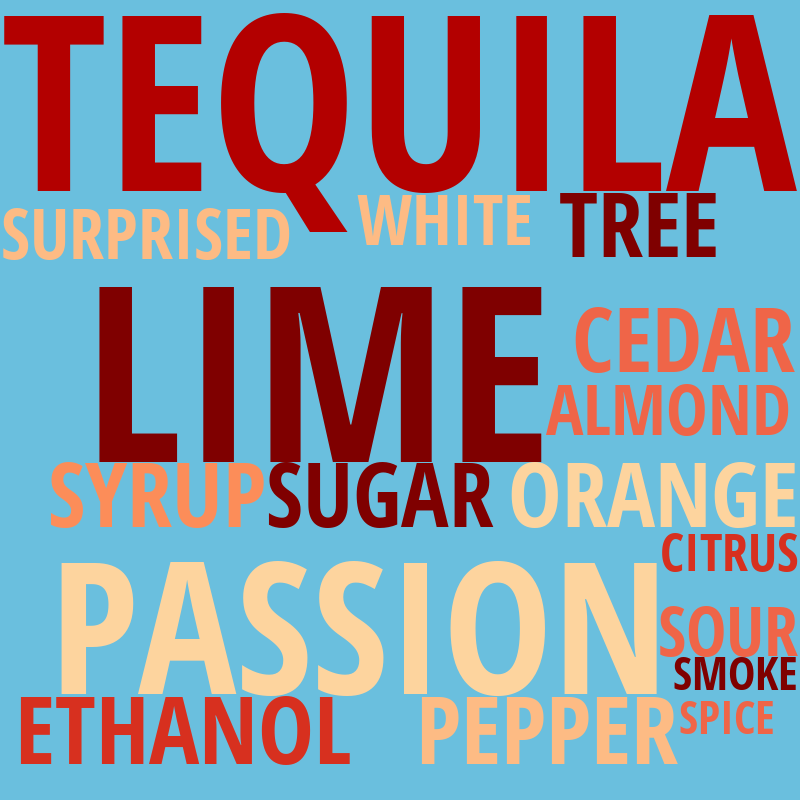 TEQUILA
SURPRISED WHITE TREE
LIME
CEDAR
ALMOND
SYRUP SUGAR ORANGE
CITRUS
PASSION
SOUR
SMOKE
ETHANOL PEPPER SPICE